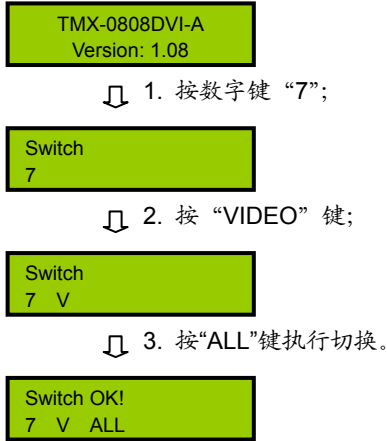 TMX-0808DVI-A
Version: 1.08
1. 按数字键“7”;
Switch
7
2. 按“VIDEO”键;
Switch
7 V
3. 按“ALL”键执行切换。
Switch OK!
7 V ALL